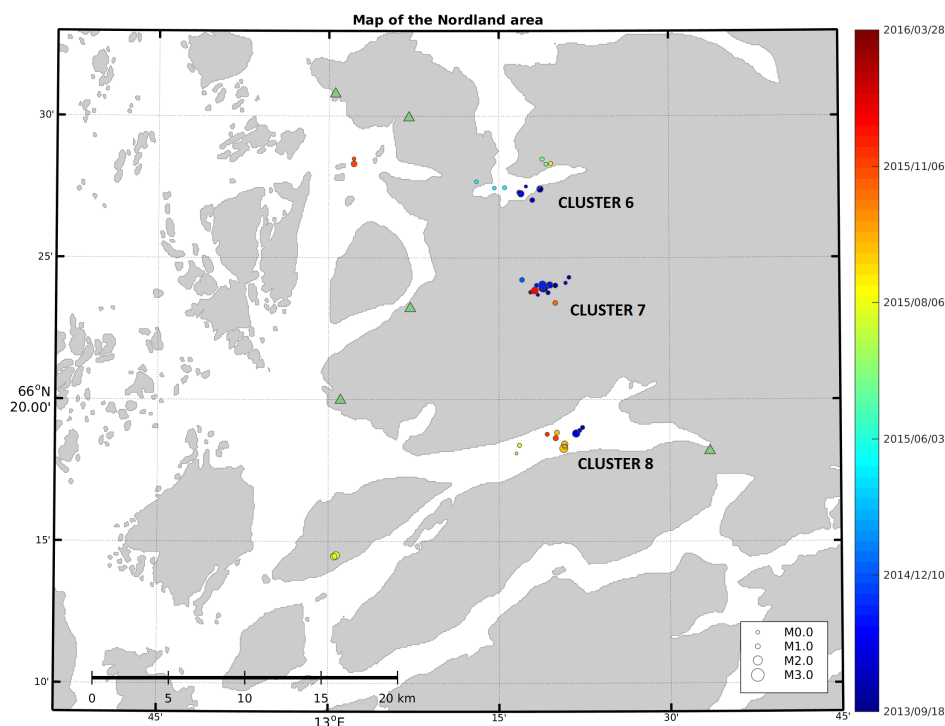 Map of the Nordland area
2016/03/28
30'
2015/11/06
CLUSTER 6
25'
CLUSTER 7
2015/08/06
66°N
20.00'
2015/06/03
CLUSTER 8
15'
2014/12/10
M0.0
M1.0
M2.0
M3.0
10'
0 5 10 15 20 km
45' 13°E 15' 30' 45'
2013/09/18